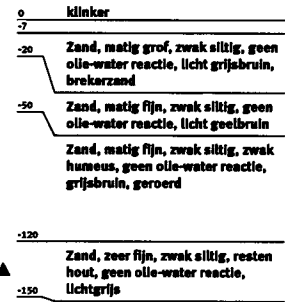 0 klinker
-7
-20 Zand, matig grof, zwak siltig, geen
olie-water reactie, licht grijsbruin,
brekerzand
-50 Zand, matig fijn, zwak siltig, geen
olie-water reactie, licht geelbruin
Zand, matig fijn, zwak siltig, zwak
humeus, geen olie-water reactie,
grijsbruin, geroerd
-120
Zand, zeer fijn, zwak siltig, resten
hout, geen olie-water reactie,
lichtgrijs
-150